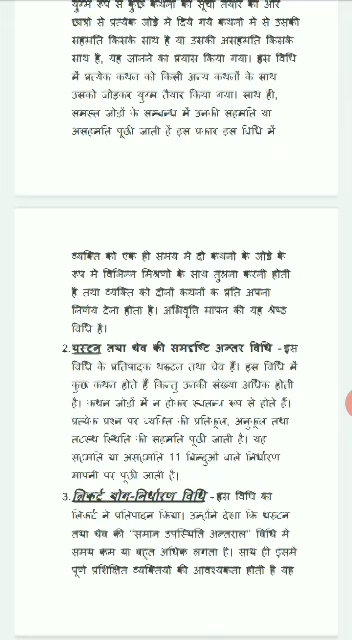 युग्म रूप से कुछ कथनों की सूची तैयार की और
छात्रों से प्रत्येक जोड़े में दिये गये कथनों में से उसकी
सहमति किसके साथ है या उसकी असहमति किसके
साथ है, यह जानने का प्रयास किया गया। इस विधि
में प्रत्येक कथन को किसी अन्य कथनों के साथ
उसको जोड़कर युग्म तैयार किया गया। साथ ही,
समस्त जोड़ों के सम्बन्ध में उनकी सहमति या
असहमति पूछी जाती हैं इस प्रकार इस विधि में
व्यक्ति को एक ही समय में दो कथनों के जोड़े के
रूप में विभिन्न मिश्रणों के साथ तुलना करनी होती
है तथा व्यक्ति को दोनों कथनों के प्रति अपना
निर्णय देना होता है। अभिवृति मापन की यह श्रेष्ठ
विधि है।
2. थस्टन तथा चेव की समदृष्टि अन्तर विधि - इस
विधि के प्रतिपादक थस्टन तथा चेव हैं। इस विधि में
कुछ कथन होते हैं किन्तु उनकी संख्या अधिक होती
है। कथन जोड़ों में न होकर स्वतन्त्र रूप से होते हैं।
प्रत्येक प्रश्न पर व्यक्ति की प्रतिकूल, अनुकूल तथा
तटस्थ स्थिति की सहमति पूछी जाती है। यह
सहमति या असहमति 11 बिन्दुओं वाले निर्धारण
मापनी पर पूछी जाती है।
3. लिकर्ट योग-निर्धारण विधि - इस विधि का
लिकर्ट ने प्रतिपादन किया। उन्होंने देखा कि थस्टन
तथा चेव की "समान उपस्थिति अन्तराल" विधि में
समय कम या बहुत अधिक लगता है। साथ ही इसमें
पूर्ण प्रशिक्षित व्यक्तियों की आवश्यकता होती है यह